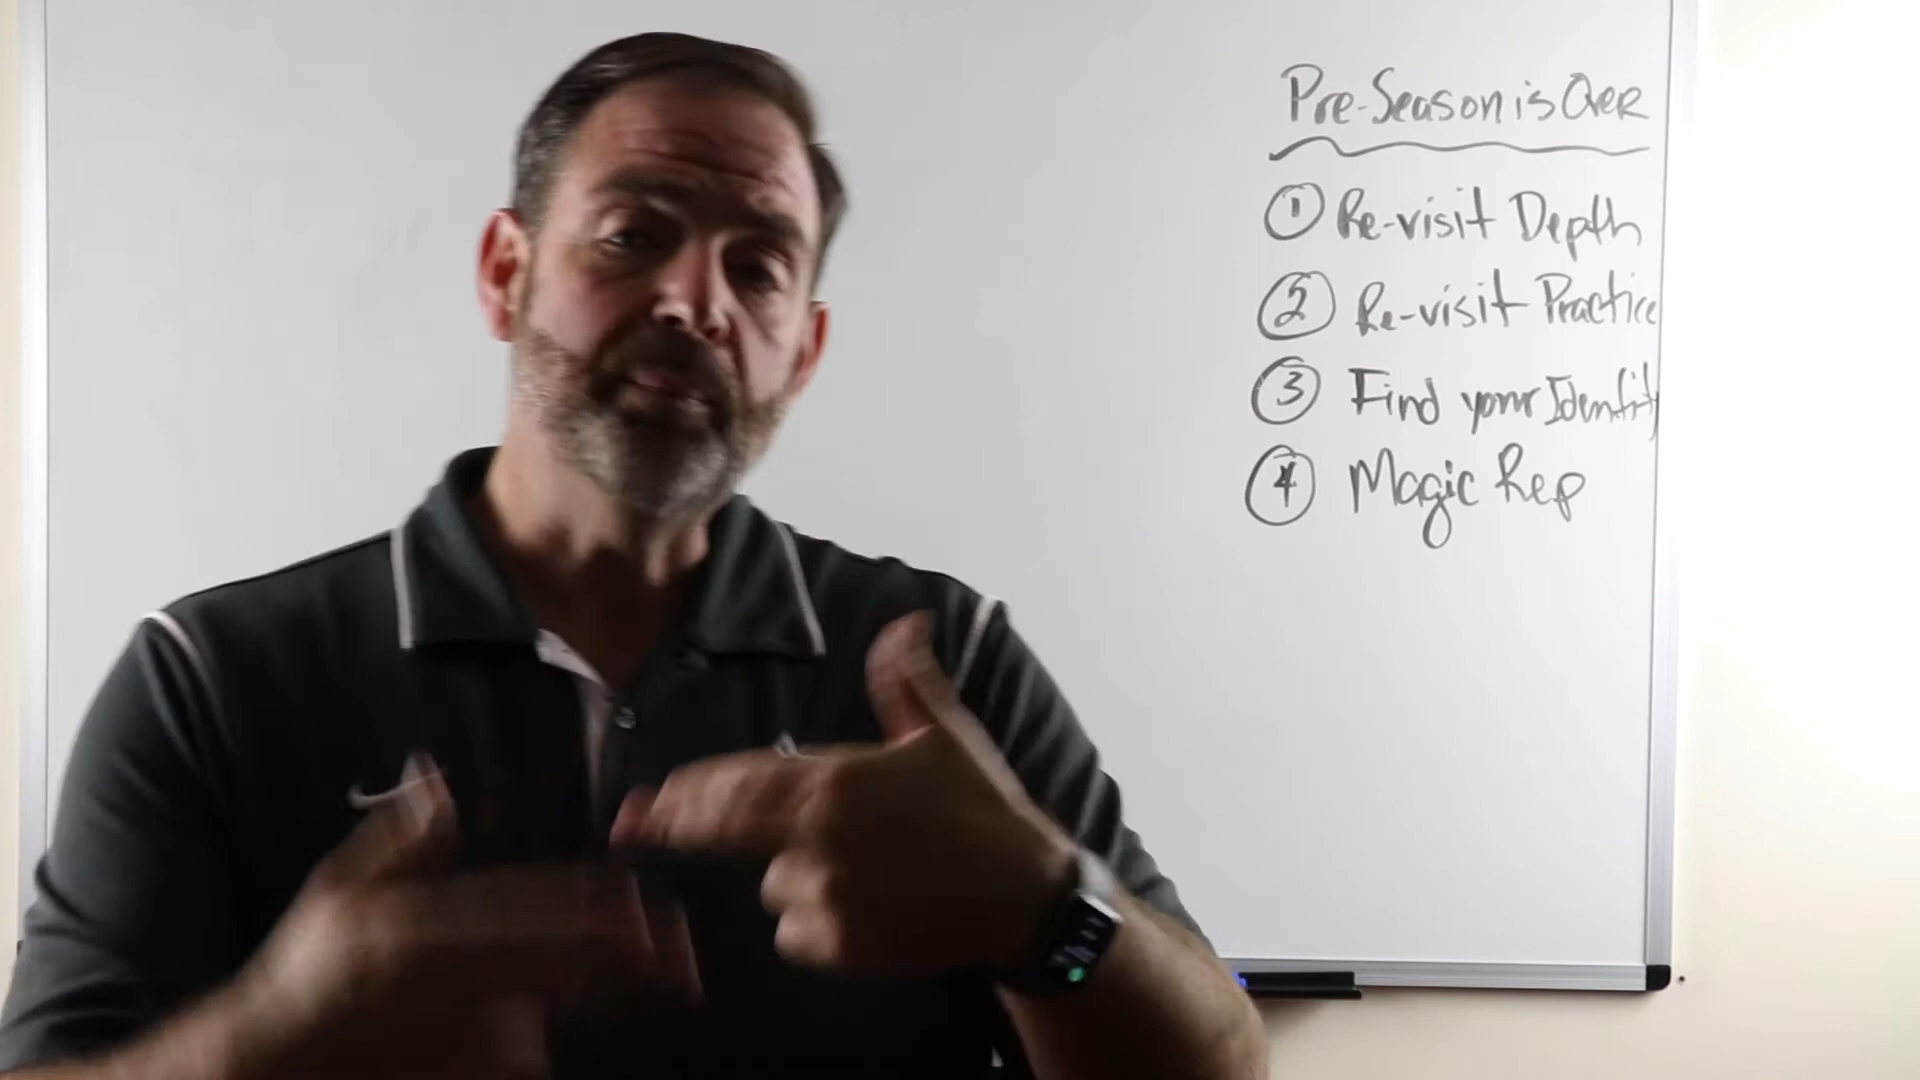 Pre-Season is Over
① Re-visit Depth
② Re-visit Practice
③ Find your Identity
④ Magic Rep